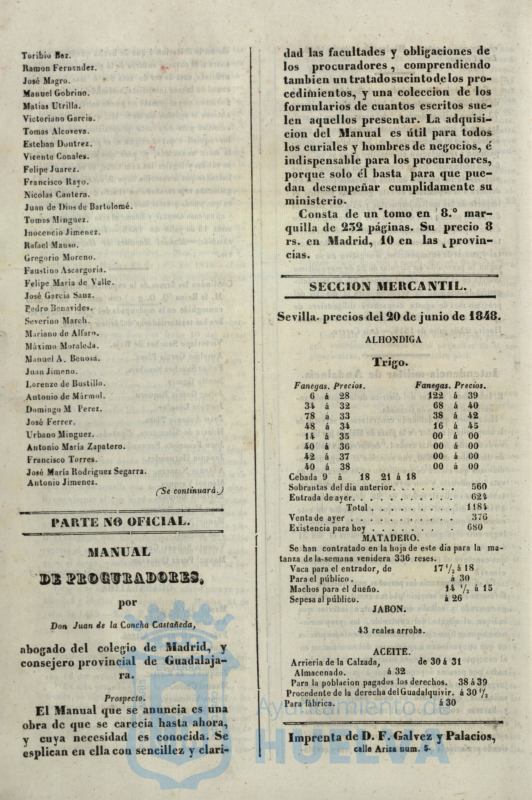 Toribio Bez.
Ramon Fernandez.
José Magro.
Manuel Gobrino.
Matias Utrilla.
Victoriano Garcia.
Tomas Alcoveva.
Esteban Doutrez.
Vicente Conales.
Felipe Juarez.
Francisco Rayo.
Nicolas Cantera.
Juan de Dios de Bartolomé.
Tomos Minguez.
Inocencio Jimenez.
Rafael Manso.
Gregorio Moreno.
Faustino Ascargoria.
Felipe Maria de Valle.
José Garcia Sanz.
Pedro Benavides.
Severino March.
Mariano de Alfaro.
Máximo Moraleda.
Manuel A. Benosa.
Juan Jimeno.
Lorenzo de Bustillo.
Antonio de Mármol.
Domingo M Perez.
José Ferrer.
Urbano Minguez.
Antonio Maria Zapatero.
Francisco Torres.
José María Rodriguez Segarra.
Antonio Jimenez.
(Se continuará.)
PARTE NO OFICIAL.
MANUAL
DE PROCURADORES,
por
Don Juan de la Concha Castañeda,
abogado del colegio de Madrid, y
consejero provincial de Guadalaja-
ra.
Prospecto.
El Manual que se anuncia es una
obra de que se carecia hasta ahora,
y cuya necesidad es conocida. Se
esplican en ella con sencillez y clari-
dad las facultades y obligaciones de
los procuradores, comprendiendo
tambien un tratado sucinto de los pro-
cedimientos, y una coleccion de los
formularios de cuantos escritos sue-
len aquellos presentar. La adquisi-
cion del Manual es útil para todos
los curiales y hombres de negocios, é
indispensable para los procuradores,
porque solo él basta para que pue-
dan desempeñar cumplidamente su
ministerio.
Consta de un tomo en 8.º mar-
quilla de 252 páginas. Su precio 8
rs. en Madrid, 10 en las provin-
cias.
SECCION MERCANTIL.
Sevilla. precios del 20 de junio de 1848.
ALHONDIGA
Trigo.
Fanegas. Precios. Fanegas. Precios.
6 á 28 122 á 39
34 á 32 68 á 40
78 á 33 38 á 42
48 á 34 16 á 45
14 á 35 00 á 00
40 á 36 00 á 00
42 á 37 00 á 00
40 á 38 00 á 00
Cebada 9 á 18 21 á 18
Sobrantas del dia anterior. . . . . . . 560
Entrada de ayer. . . . . . . . . . 624
Total . . . . . . . . . . 1184
Venta de ayer . . . . . . . . . . 376
Existencia para hoy . . . . . . . . 680
MATADERO.
Se han contratado en la hoja de este dia para la ma-
tanza de la semana venidera 336 reses.
Vaca para el entrador, de 17 1/2 á 18
Para el público. á 30
Machos para el dueño. 14 1/2 á 15
Sepesa al público. á 26
JABON.
43 reales arroba.
ACEITE.
Arrieria de la Calzada, de 30 á 31
Almacenado. á 32
Para la poblacion pagados los derechos. 38 á 39
Procedente de la derecha del Guadalquivir. á 30 1/2
Para fábrica. á 30
Imprenta de D. F. Galvez y Palacios,
calle Ariza num. 5.
Ayuntamiento de
HUELVA